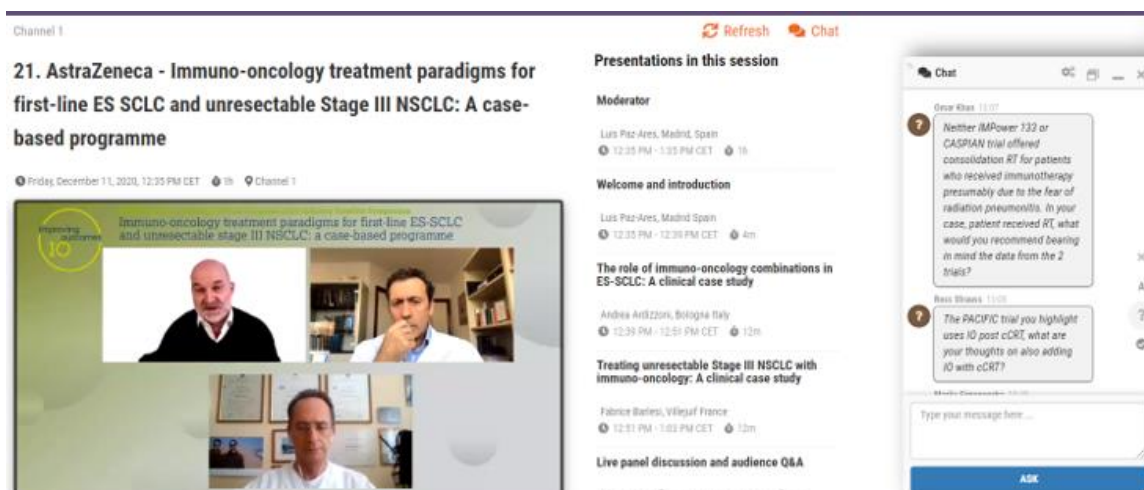 Channel 1
Refresh
Chat
21. AstraZeneca - Immuno-oncology treatment paradigms for
first-line ES SCLC and unresectable Stage III NSCLC: A case-
based programme
Friday, December 11, 2020, 12:35 PM CET 1h Channel 1
Improving
outcomes
IO
Immuno-oncology treatment paradigms for first-line ES-SCLC
and unresectable stage III NSCLC: a case-based programme
Presentations in this session
Moderator
Luis Paz-Ares, Madrid, Spain
12:35 PM - 1:35 PM CET 1h
Welcome and introduction
Luis Paz-Ares, Madrid Spain
12:35 PM - 12:39 PM CET 4m
The role of immuno-oncology combinations in
ES-SCLC: A clinical case study
Andrea Ardizzoni, Bologna Italy
12:39 PM - 12:51 PM CET 12m
Treating unresectable Stage III NSCLC with
immuno-oncology: A clinical case study
Fabrice Barlesi, Villejuif France
12:51 PM - 1:03 PM CET 12m
Live panel discussion and audience Q&A
Chat
Omar Khan 13:07
Neither IMPower 133 or
CASPIAN trial offered
consolidation RT for patients
who received immunotherapy
presumably due to the fear of
radiation pneumonitis. In your
case, patient received RT, what
would you recommend bearing
in mind the data from the 2
trials?
Ross Strauss 13:08
The PACIFIC trial you highlight
uses IO post cCRT, what are
your thoughts on also adding
IO with cCRT?
Type your message here ...
ASK